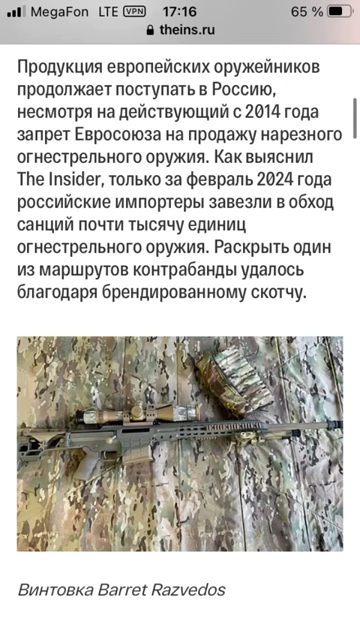 MegaFon LTE VPN 17:16 65 %
theins.ru
Продукция европейских оружейников
продолжает поступать в Россию,
несмотря на действующий с 2014 года
запрет Евросоюза на продажу нарезного
огнестрельного оружия. Как выяснил
The Insider, только за февраль 2024 года
российские импортеры завезли в обход
санкций почти тысячу единиц
огнестрельного оружия. Раскрыть один
из маршрутов контрабанды удалось
благодаря брендированному скотчу.
Винтовка Barret Razvedos